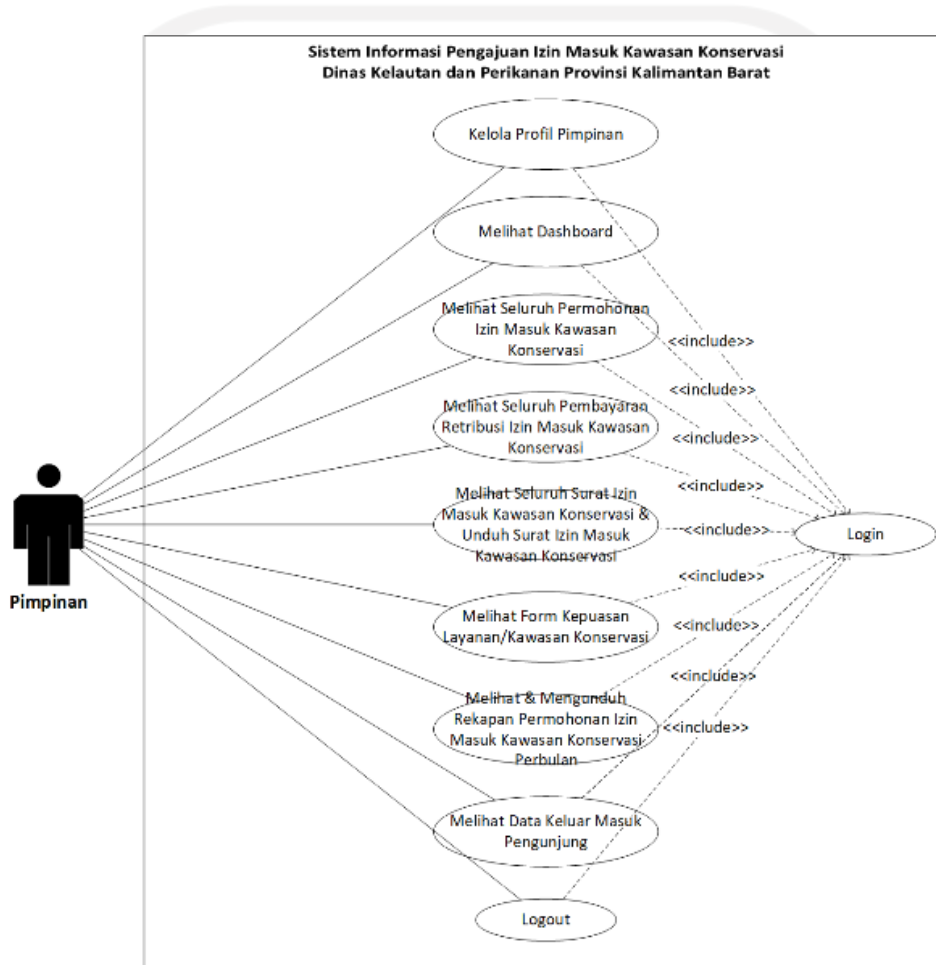 Sistem Informasi Pengajuan Izin Masuk Kawasan Konservasi
Dinas Kelautan dan Perikanan Provinsi Kalimantan Barat
Kelola Profil Pimpinan
Melihat Dashboard
Melihat Seluruh Permohonan
Izin Masuk Kawasan
Konservasi
<<include>>
<<include>>
Melihat Seluruh Pembayaran
Retribusi Izin Masuk Kawasan
Konservasi
<<include>>
<<include>>
Melihat Seluruh Surat Izin
Masuk Kawasan Konservasi &
Unduh Surat Izin Masuk
Kawasan Konservasi
<<include>>
Login
Pimpinan
<<include>>
Melihat Form Kepuasan
Layanan/Kawasan Konservasi
<<include>>
<<include>>
Melihat & Mengunduh
Rekapan Permohonan Izin
Masuk Kawasan Konservasi
Perbulan
<<include>>
Melihat Data Keluar Masuk
Pengunjung
Logout